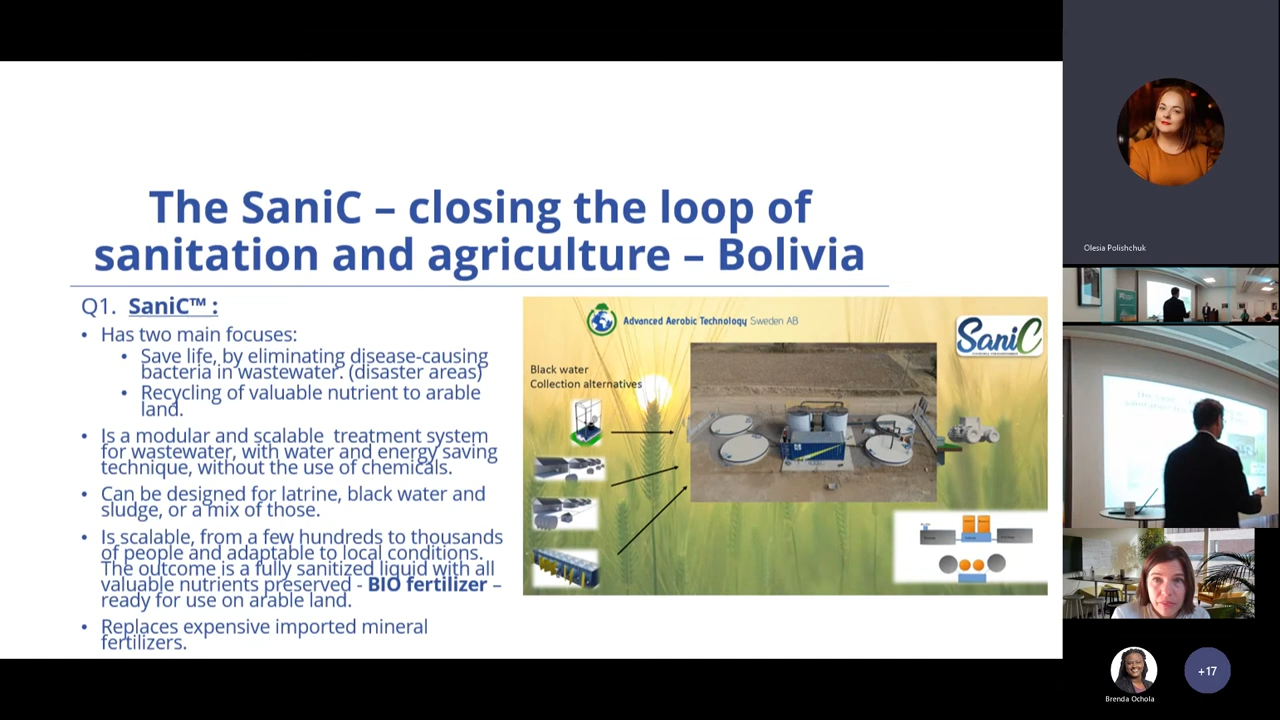 The SaniC – closing the loop of
sanitation and agriculture – Bolivia
Q1. SaniC™ :
• Has two main focuses:
• Save life, by eliminating disease-causing
bacteria in wastewater. (disaster areas)
• Recycling of valuable nutrient to arable
land.
• Is a modular and scalable treatment system
for wastewater, with water and energy saving
technique, without the use of chemicals.
• Can be designed for latrine, black water and
sludge, or a mix of those.
• Is scalable, from a few hundreds to thousands
of people and adaptable to local conditions.
The outcome is a fully sanitized liquid with all
valuable nutrients preserved - BIO fertilizer –
ready for use on arable land.
• Replaces expensive imported mineral
fertilizers.
Advanced Aerobic Technology Sweden AB
SaniC
Black water
Collection alternatives
Olesia Polishchuk
Brenda Ochola
+17